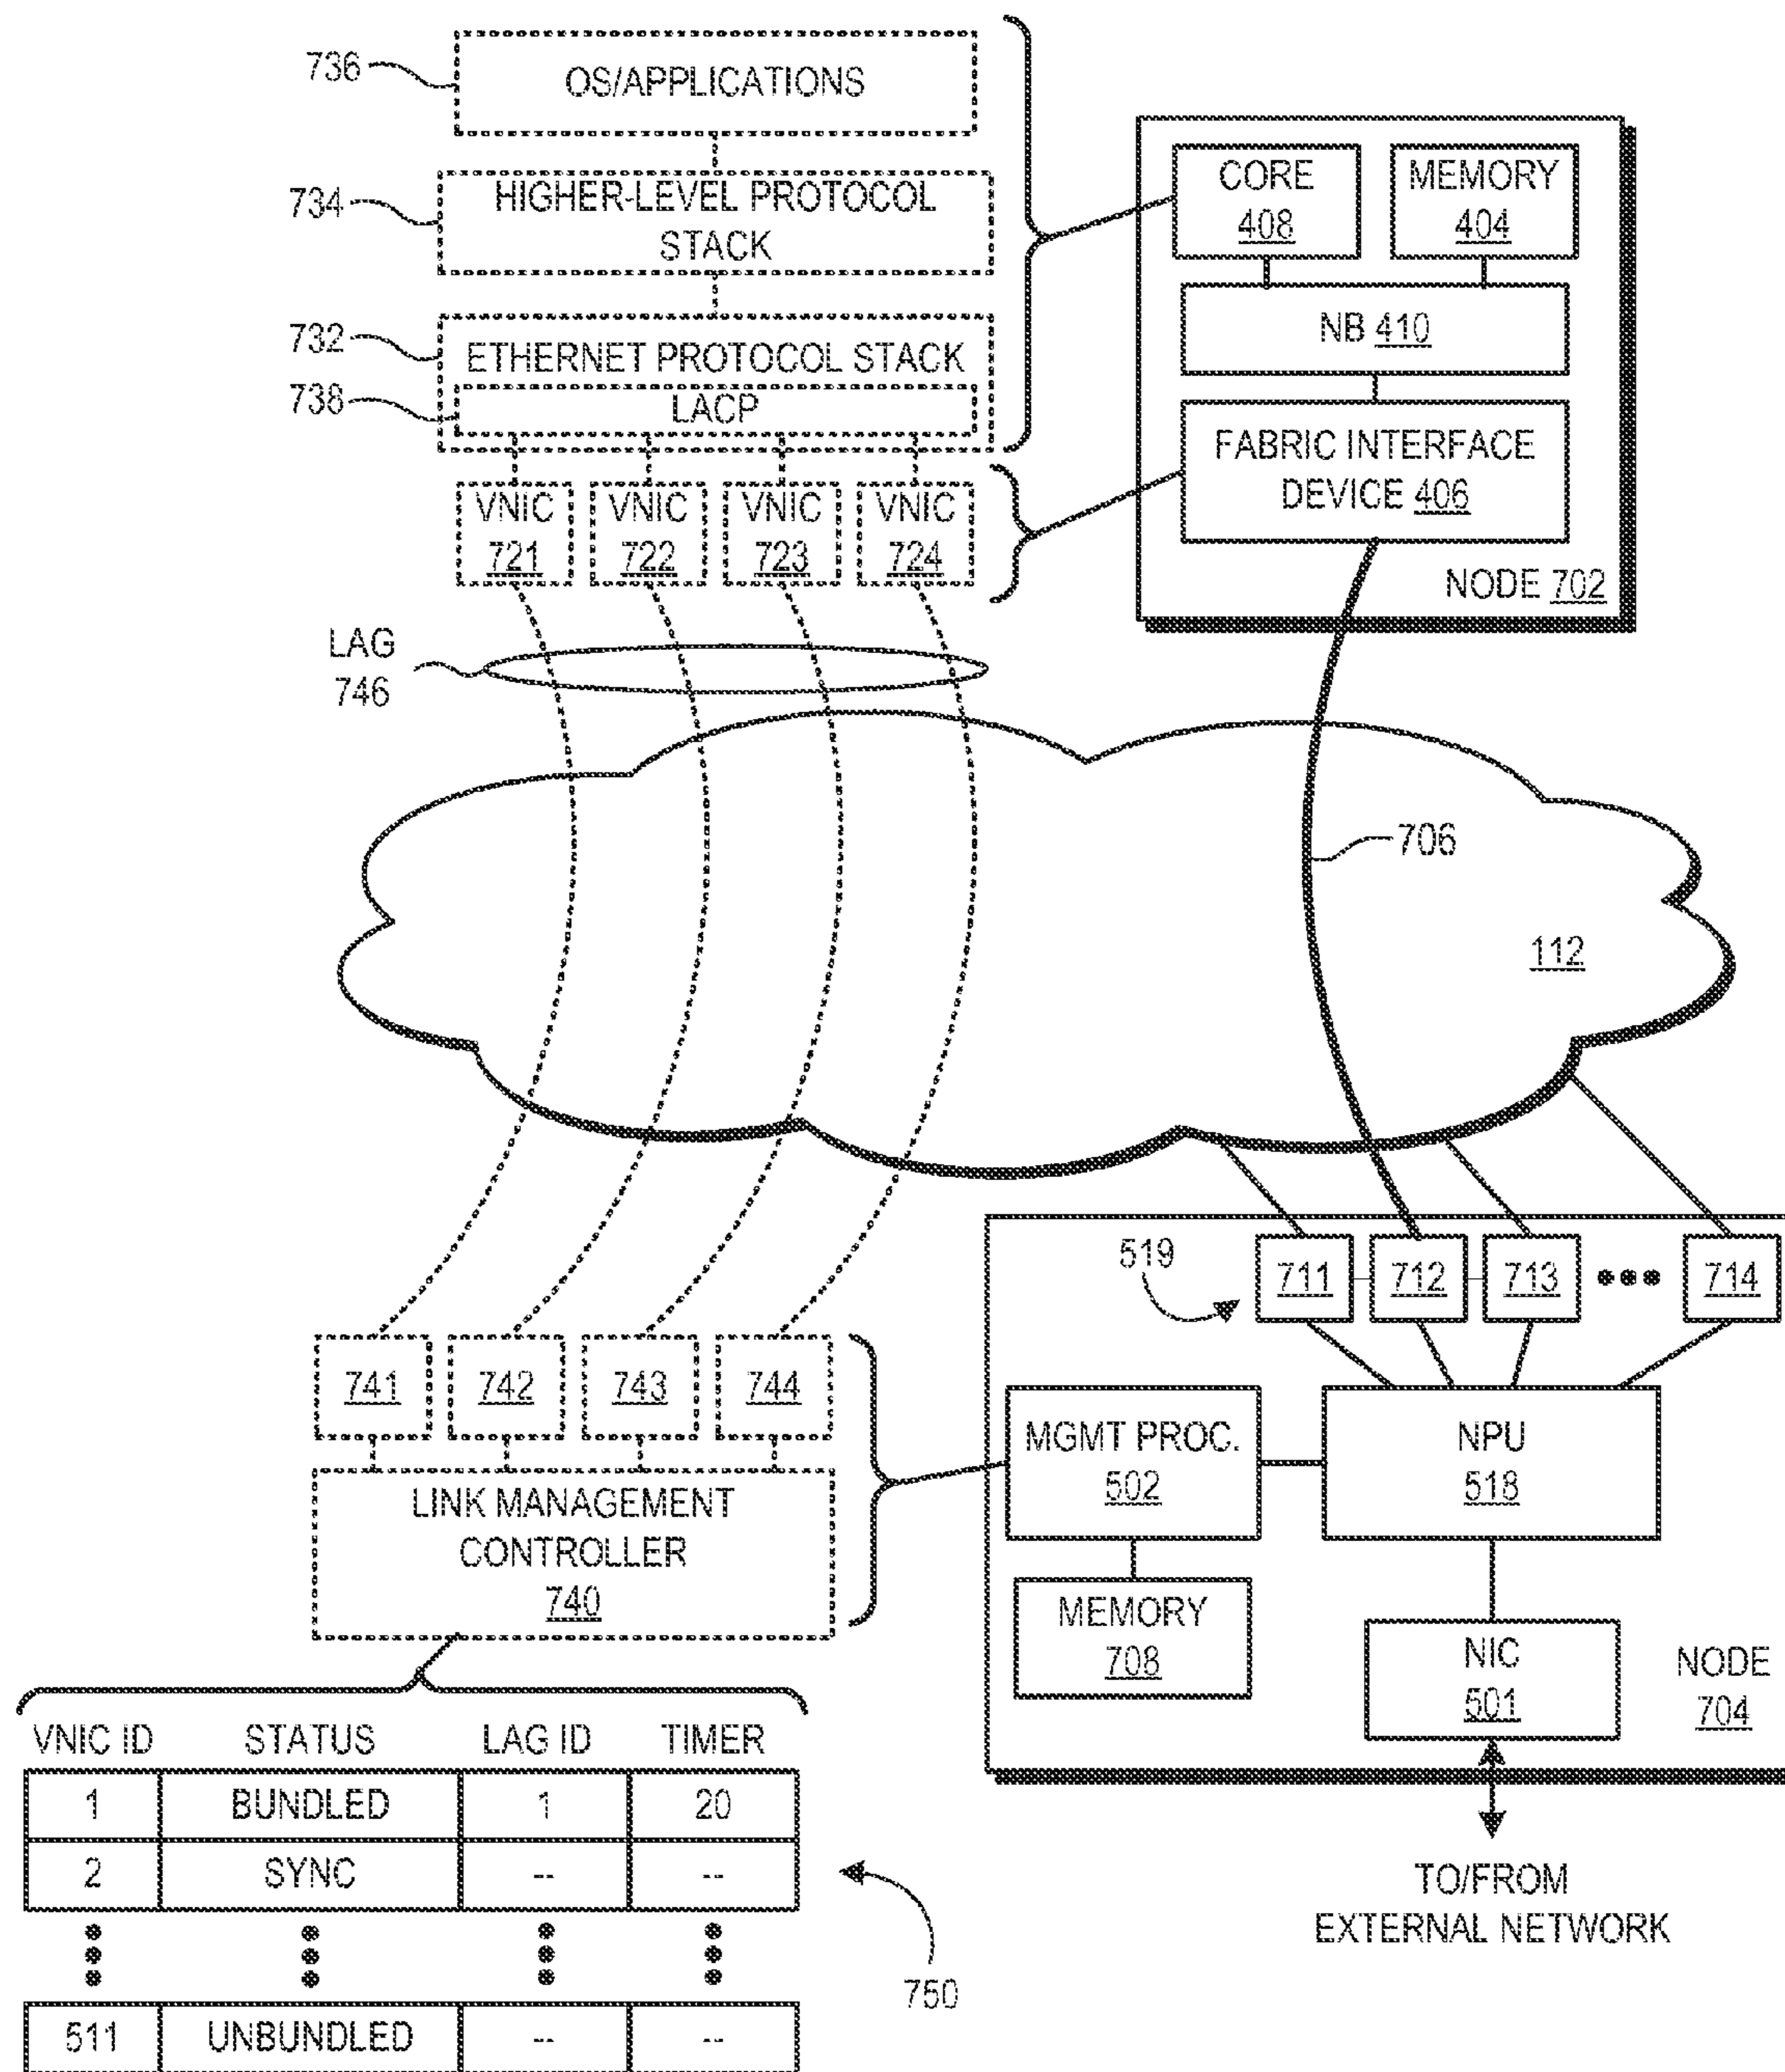 736
OS/APPLICATIONS
734
HIGHER-LEVEL PROTOCOL
STACK
732
ETHERNET PROTOCOL STACK
738
LACP
VNIC
721
VNIC
722
VNIC
723
VNIC
724
CORE
408
MEMORY
404
NB 410
FABRIC INTERFACE
DEVICE 406
NODE 702
LAG
746
706
112
519
711
712
713
714
741
742
743
744
LINK MANAGEMENT
CONTROLLER
740
MGMT PROC.
502
NPU
518
MEMORY
708
NIC
501
NODE
704
TO/FROM
EXTERNAL NETWORK
VNIC ID STATUS LAG ID TIMER
1 BUNDLED 1 20
2 SYNC -- --
511 UNBUNDLED -- --
750